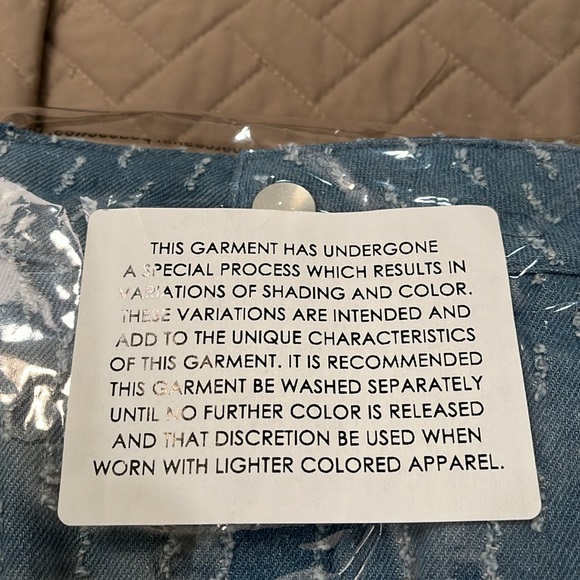 THIS GARMENT HAS UNDERGONE
A SPECIAL PROCESS WHICH RESULTS IN
VARIATIONS OF SHADING AND COLOR.
THESE VARIATIONS ARE INTENDED AND
ADD TO THE UNIQUE CHARACTERISTICS
OF THIS GARMENT. IT IS RECOMMENDED
THIS GARMENT BE WASHED SEPARATELY
UNTIL NO FURTHER COLOR IS RELEASED
AND THAT DISCRETION BE USED WHEN
WORN WITH LIGHTER COLORED APPAREL.